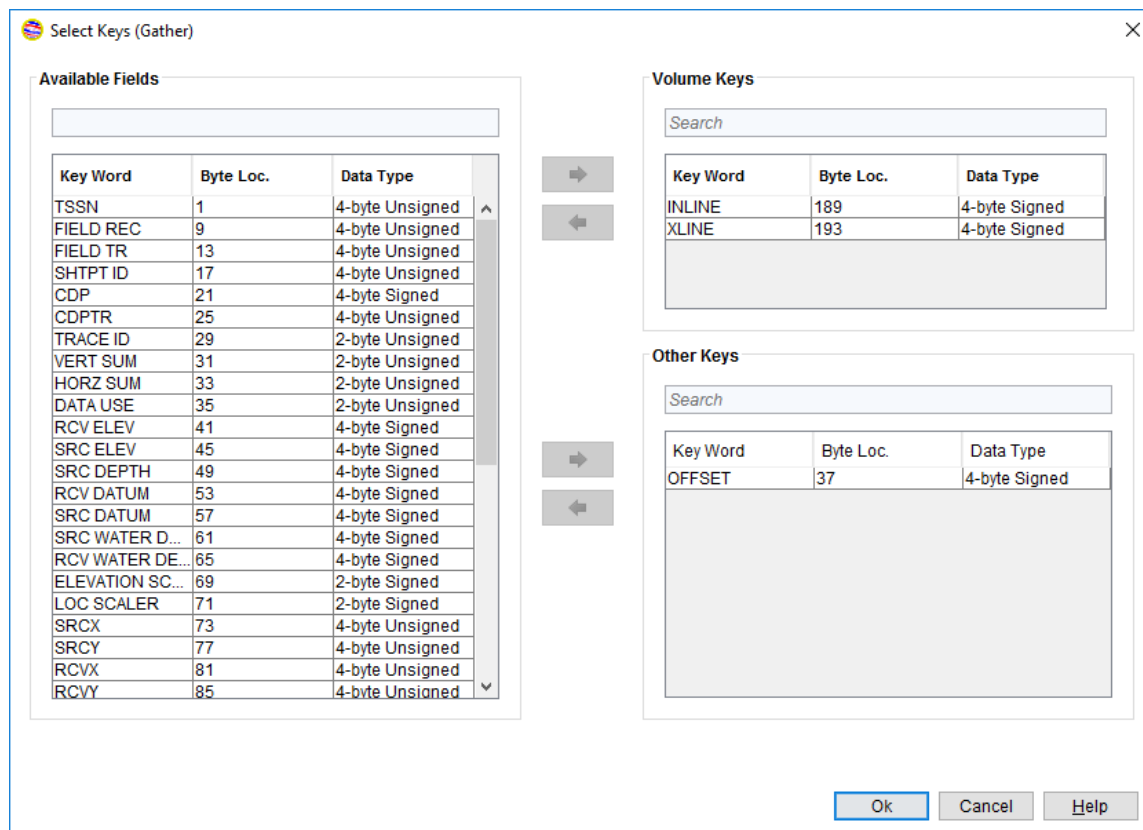 Select Keys (Gather)
Available Fields
Key Word Byte Loc. Data Type
TSSN 1 4-byte Unsigned
FIELD REC 9 4-byte Unsigned
FIELD TR 13 4-byte Unsigned
SHTPT ID 17 4-byte Unsigned
CDP 21 4-byte Signed
CDPTR 25 4-byte Unsigned
TRACE ID 29 2-byte Unsigned
VERT SUM 31 2-byte Unsigned
HORZ SUM 33 2-byte Unsigned
DATA USE 35 2-byte Unsigned
RCV ELEV 41 4-byte Signed
SRC ELEV 45 4-byte Signed
SRC DEPTH 49 4-byte Signed
RCV DATUM 53 4-byte Signed
SRC DATUM 57 4-byte Signed
SRC WATER D... 61 4-byte Signed
RCV WATER DE... 65 4-byte Signed
ELEVATION SC... 69 2-byte Signed
LOC SCALER 71 2-byte Signed
SRCX 73 4-byte Unsigned
SRCY 77 4-byte Unsigned
RCVX 81 4-byte Unsigned
RCVY 85 4-byte Unsigned
Volume Keys
Search
Key Word Byte Loc. Data Type
INLINE 189 4-byte Signed
XLINE 193 4-byte Signed
Other Keys
Search
Key Word Byte Loc. Data Type
OFFSET 37 4-byte Signed
Ok Cancel Help